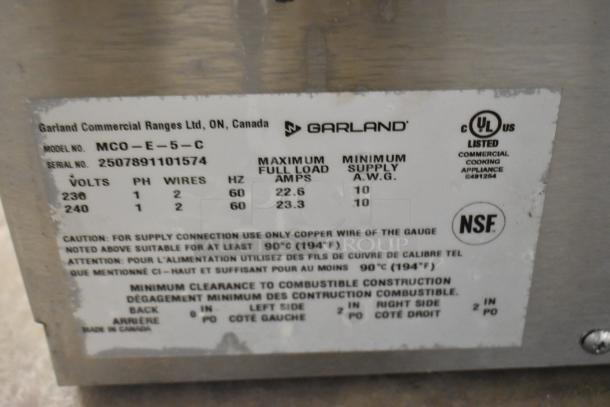 Garland Commercial Ranges Ltd, ON, Canada
GARLAND
MODEL NO. MCO-E-5-C
SERIAL NO. 2507891101574
VOLTS PH WIRES HZ MAXIMUM FULL LOAD AMPS MINIMUM SUPPLY A.W.G.
236 1 2 60 22.6 10
240 1 2 60 23.3 10
C UL US
LISTED
COMMERCIAL
COOKING
APPLIANCE
E491254
NSF
CAUTION: FOR SUPPLY CONNECTION USE ONLY COPPER WIRE OF THE GAUGE
NOTED ABOVE SUITABLE FOR AT LEAST 90°C (194°F)
ATTENTION: POUR L'ALIMENTATION UTILISEZ DES FILS DE CUIVRE DE CALIBRE TEL
QUE MENTIONNÉ CI-HAUT ET SUFFISANT POUR AU MOINS 90°C (194°F)
MINIMUM CLEARANCE TO COMBUSTIBLE CONSTRUCTION
DÉGAGEMENT MINIMUM DES CONTRUCTION COMBUSTIBLE.
BACK 0 IN LEFT SIDE 2 IN RIGHT SIDE 2 IN
ARRIÈRE PO COTÉ GAUCHE PO COTÉ DROIT PO
MADE IN CANADA
GROUP